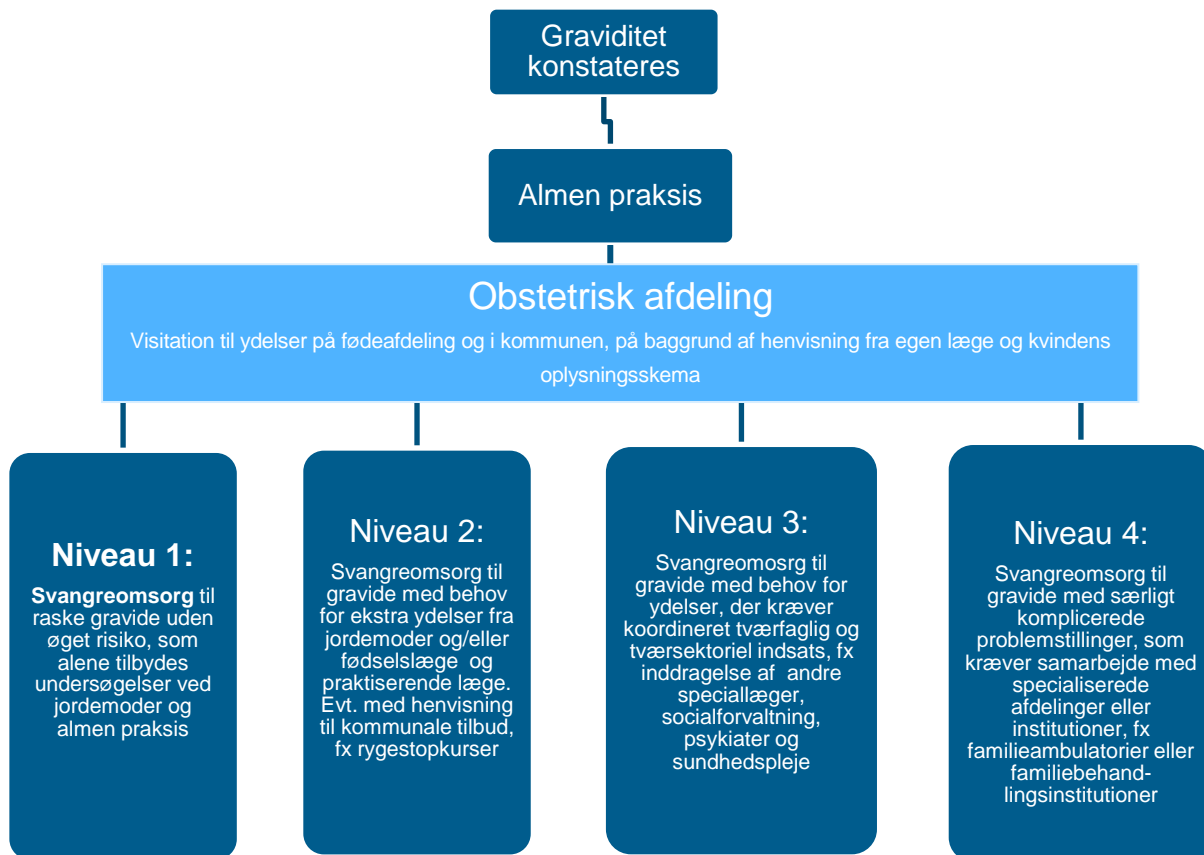 Graviditet
konstateres
Almen praksis
Obstetrisk afdeling
Visitation til ydelser på fødeafdeling og i kommunen, på baggrund af henvisning fra egen læge og kvindens
oplysningsskema
Niveau 1:
Svangreomsorg til
raske gravide uden
øget risiko, som
alene tilbydes
undersøgelser ved
jordemoder og
almen praksis
Niveau 2:
Svangreomsorg til
gravide med behov
for ekstra ydelser fra
jordemoder og/eller
fødselslæge og
praktiserende læge.
Evt. med henvisning
til kommunale tilbud,
fx rygestopkurser
Niveau 3:
Svangreomosrg til
gravide med behov for
ydelser, der kræver
koordineret tværfaglig og
tværsektoriel indsats, fx
inddragelse af andre
speciallæger,
socialforvaltning,
psykiater og
sundhedspleje
Niveau 4:
Svangreomsorg til
gravide med særligt
komplicerede
problemstillinger, som
kræver samarbejde med
specialiserede
afdelinger eller
institutioner, fx
familieambulatorier eller
familiebehand-
lingsinstitutioner